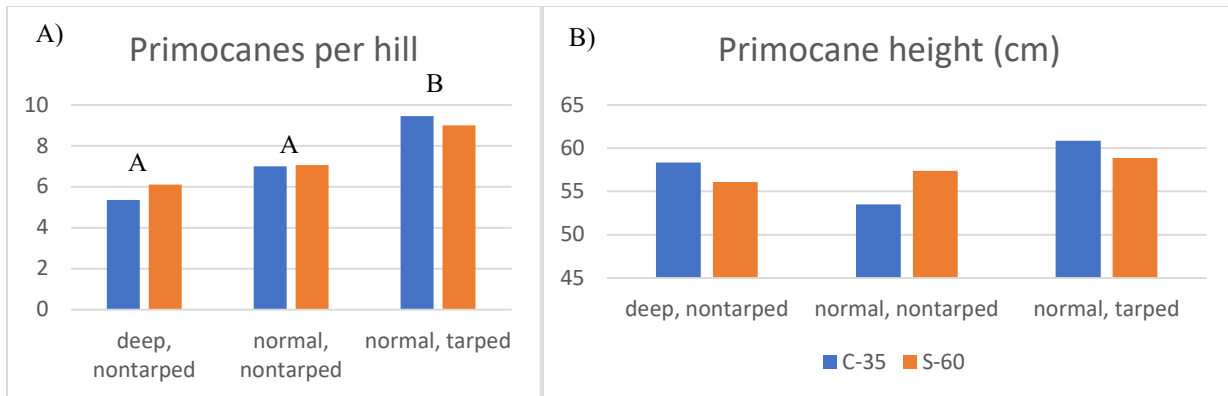 A)
Primocanes per hill
B
A
A
10
8
6
4
2
0
deep,
nontarped
normal,
nontarped
normal, tarped
B)
Primocane height (cm)
65
60
55
50
45
deep, nontarped
normal, nontarped
normal, tarped
C-35
S-60